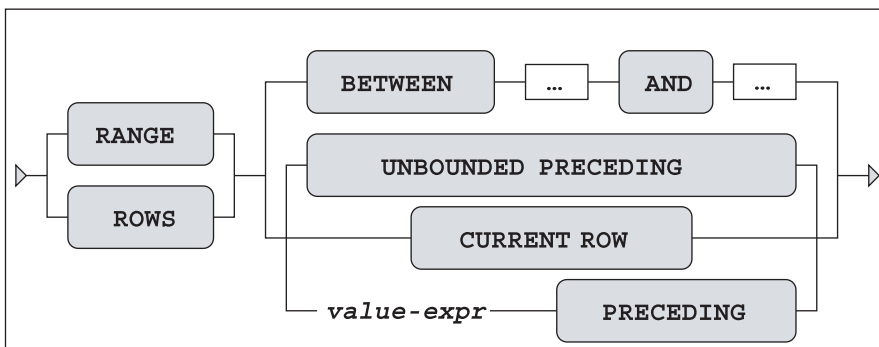 BETWEEN ... AND ...
RANGE
ROWS
UNBOUNDED PRECEDING
CURRENT ROW
value-expr PRECEDING